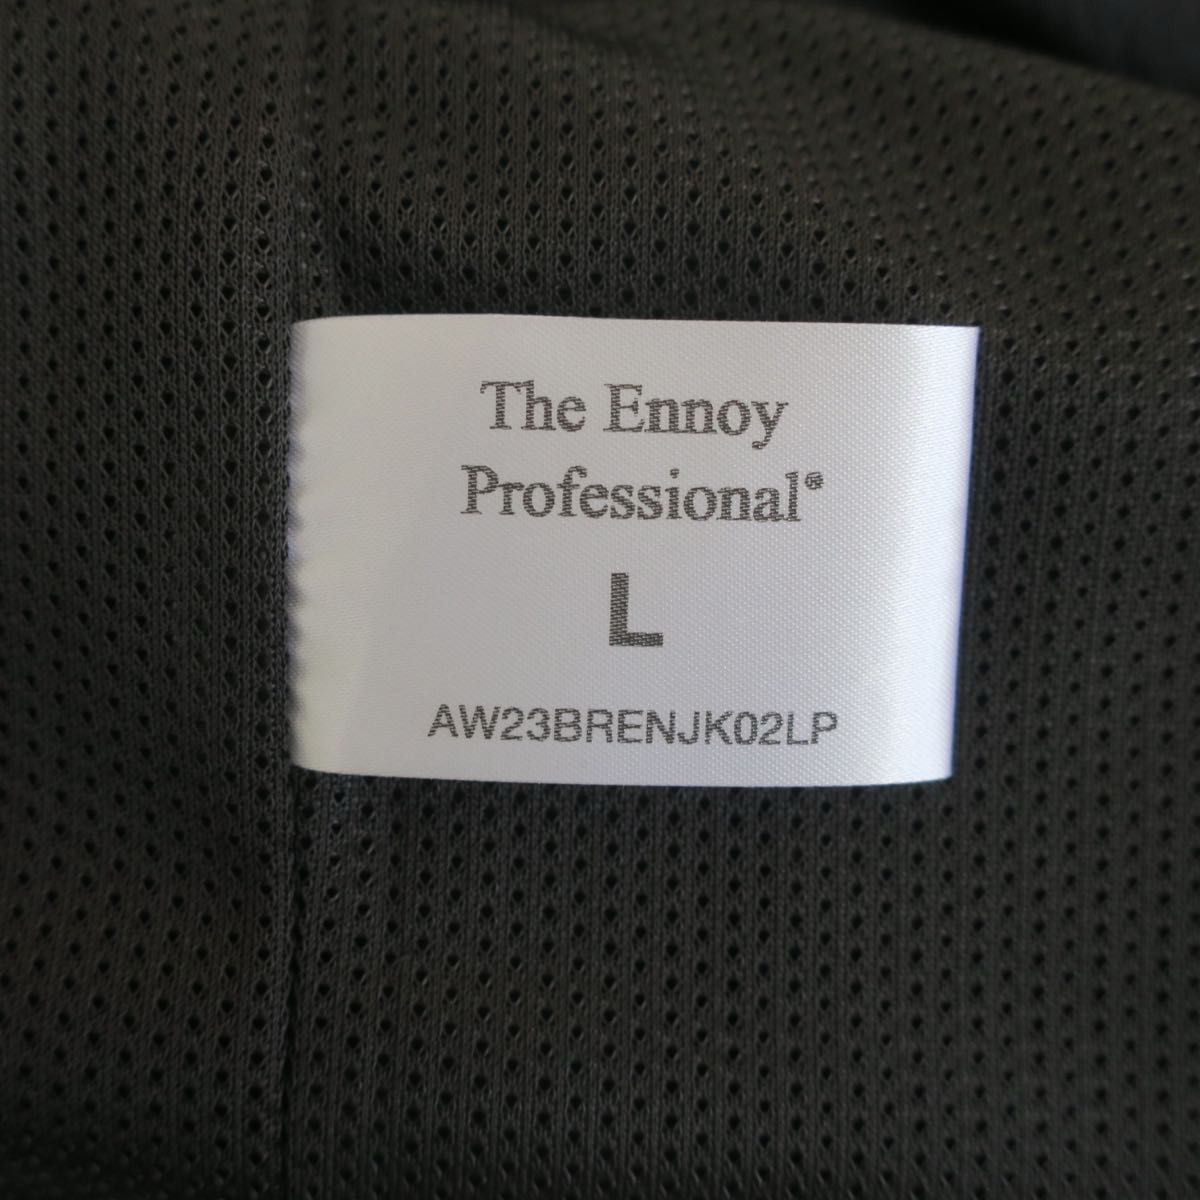 The Ennoy
Professional®
L
AW23BRENJK02LP